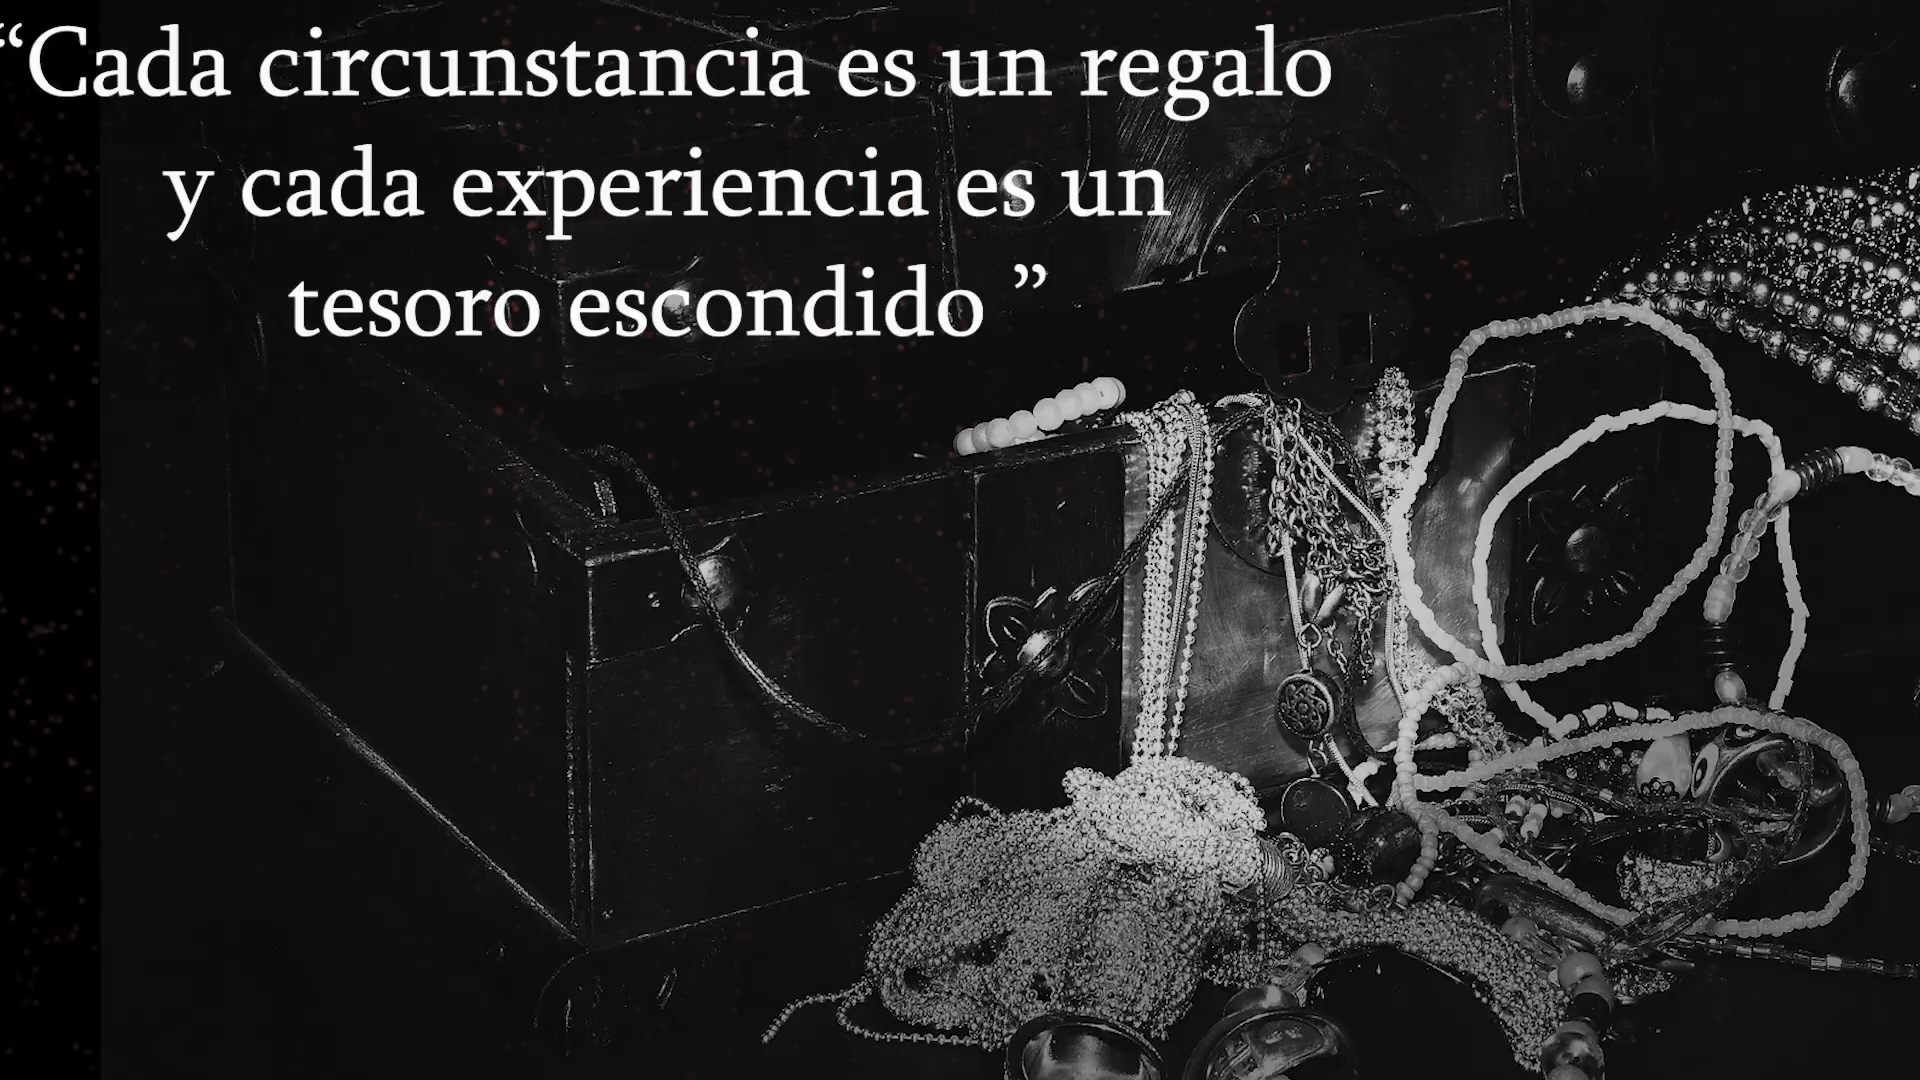 “Cada circunstancia es un regalo
y cada experiencia es un
tesoro escondido ”